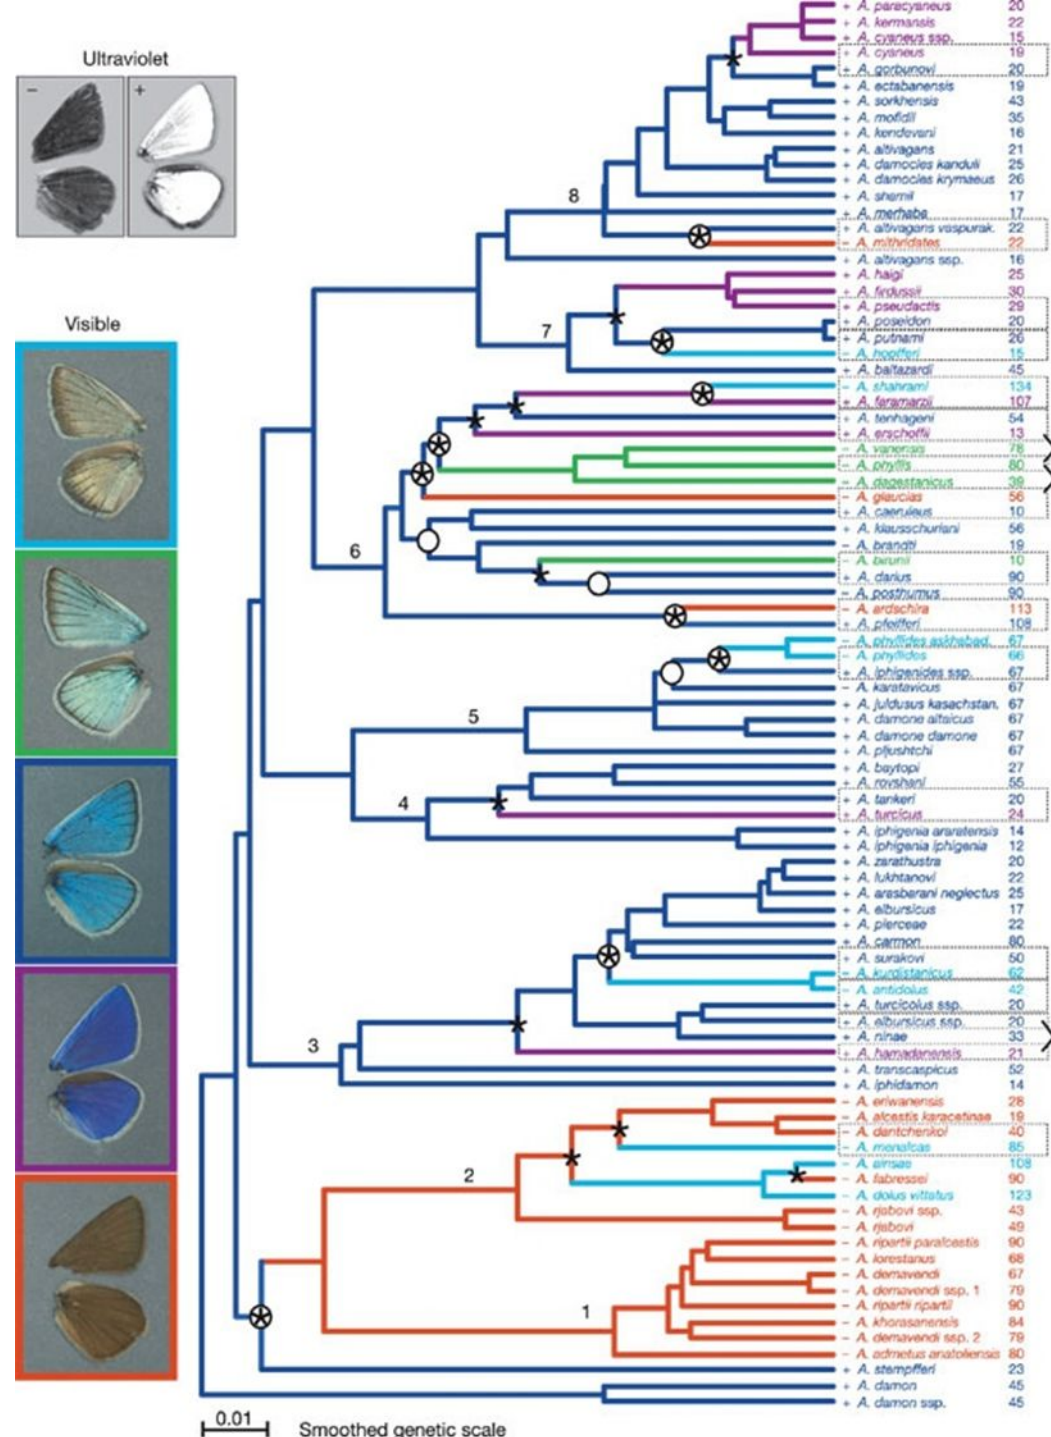 Ultraviolet
− +
Visible
+ A. paracyaneus 20
+ A. kermansis 22
+ A. cyaneus ssp. 15
+ A. cyaneus 19
+ A. gorbunovi 20
+ A. ectabanensis 19
+ A. sorkhensis 43
+ A. mofidii 35
+ A. kendevani 16
+ A. altivagans 21
+ A. damocles kanduli 25
+ A. damocles krymaeus 26
+ A. shamil 17
8
+ A. merhaba 17
+ A. altivagans vaspurak. 22
− A. mithridates 22
+ A. altivagans ssp. 16
+ A. haigi 25
+ A. firdussii 30
+ A. pseudactis 29
+ A. poseidon 20
7
+ A. putnami 26
− A. hopfferi 15
+ A. baltazardi 45
− A. shahrami 134
+ A. faramarzii 107
+ A. tenhageni 54
+ A. erschoffii 13
− A. vanensis 78
− A. phyllis 80
− A. dagestanicus 39
− A. glaucias 56
+ A. caeruleus 10
+ A. klausschuriani 56
6
− A. brandti 19
− A. birunii 10
+ A. darius 90
− A. posthumus 90
− A. ardschira 113
+ A. pfeifferi 108
− A. phyllides askhabad. 67
− A. phyllides 66
+ A. iphigenides ssp. 67
− A. karatavicus 67
+ A. juldusus kasachstan. 67
5
+ A. damone altaicus 67
+ A. damone damone 67
+ A. pljushtchi 67
+ A. baytopi 27
+ A. rovshani 55
4
+ A. tankeri 20
+ A. turcicus 24
+ A. iphigenia araratensis 14
+ A. iphigenia iphigenia 12
+ A. zarathustra 20
+ A. lukhtanovi 22
+ A. arasbarani neglectus 25
+ A. elbursicus 17
+ A. pierceae 22
+ A. carmon 80
+ A. surakovi 50
− A. kurdistanicus 62
− A. antidolus 42
+ A. turcicolus ssp. 20
+ A. elbursicus ssp. 20
+ A. ninae 33
3
+ A. hamadanensis 21
+ A. transcaspicus 52
+ A. iphidamon 14
− A. eriwanensis 28
− A. alcestis karacetinae 19
− A. dantchenkoi 40
− A. menalcas 85
− A. ainsae 108
2
− A. fabressei 90
− A. dolus vittatus 123
− A. rjabovi ssp. 43
− A. rjabovi 49
− A. ripartii paralcestis 90
− A. lorestanus 68
− A. demavendi 67
− A. demavendi ssp. 1 79
− A. ripartii ripartii 90
1
− A. khorasanensis 84
− A. demavendi ssp. 2 79
− A. admetus anatoliensis 80
+ A. stempfferi 23
+ A. damon 45
+ A. damon ssp. 45
0.01
Smoothed genetic scale